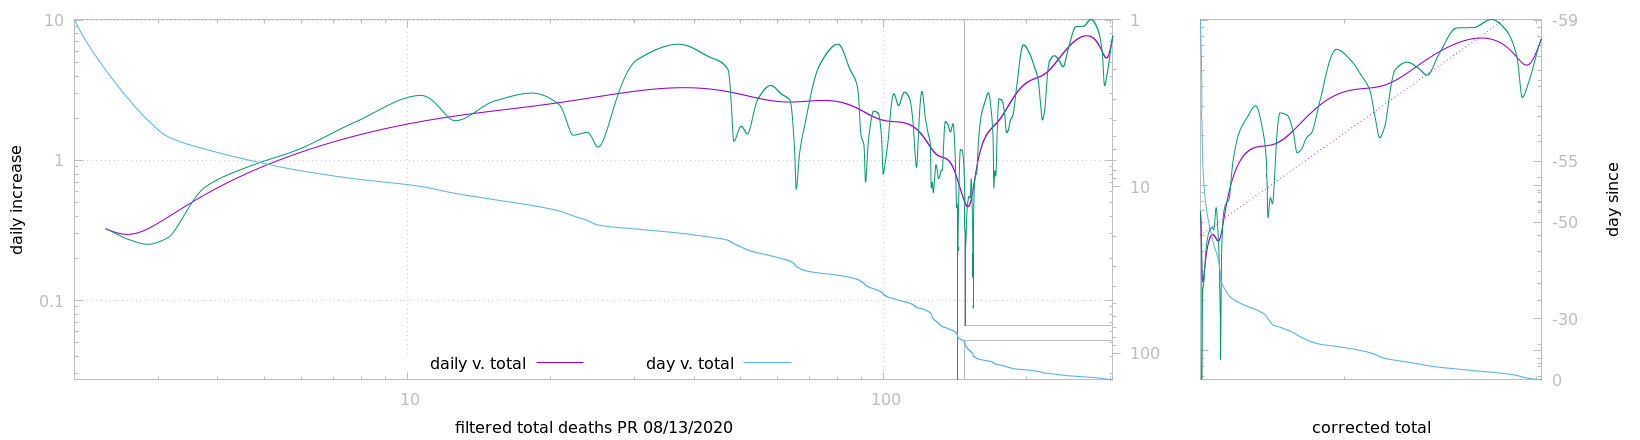 10
1
0.1
daily increase
1
10
100
daily v. total
day v. total
10
100
filtered total deaths PR 08/13/2020
-59
-55
-50
-30
0
day since
corrected total